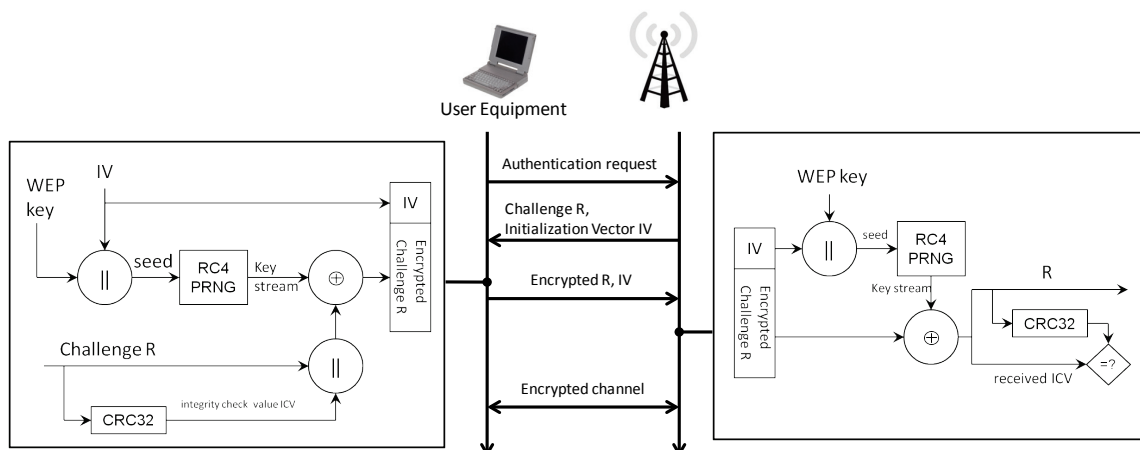 User Equipment
Authentication request
Challenge R,
Initialization Vector IV
Encrypted R, IV
Encrypted channel
IV
WEP
key
||
seed
RC4
PRNG
Key
stream
⊕
IV
Encrypted
Challenge R
Challenge R
||
CRC32
integrity check value ICV
WEP key
IV
||
seed
RC4
PRNG
Key stream
Encrypted
Challenge R
⊕
R
CRC32
=?
received ICV